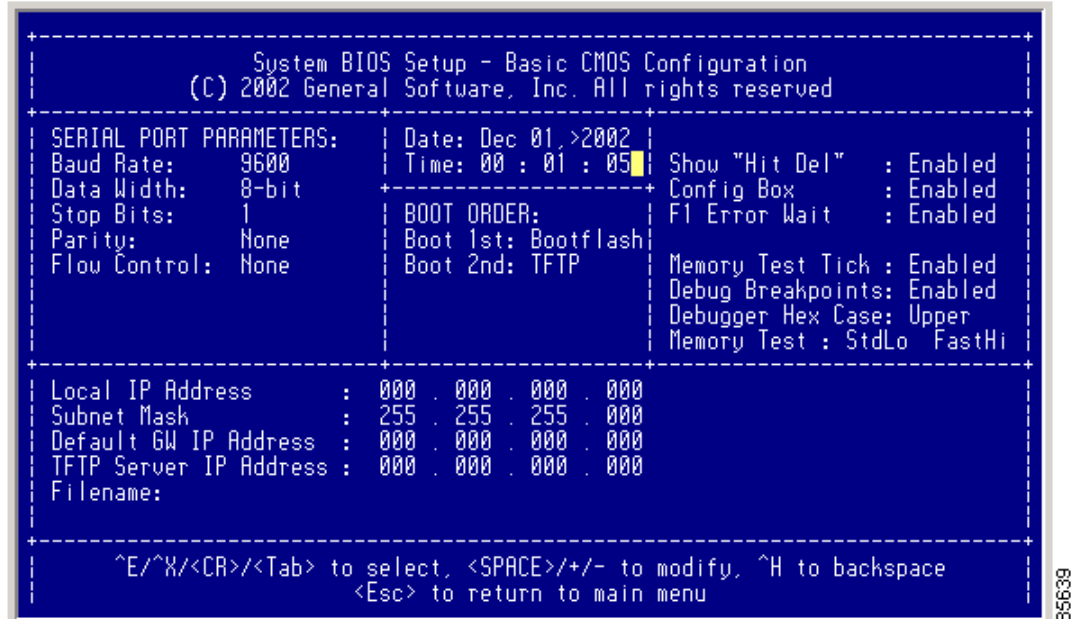 System BIOS Setup - Basic CMOS Configuration
(C) 2002 General Software, Inc. All rights reserved
SERIAL PORT PARAMETERS:
Baud Rate: 9600
Data Width: 8-bit
Stop Bits: 1
Parity: None
Flow Control: None
Date: Dec 01,>2002
Time: 00 : 01 : 05
BOOT ORDER:
Boot 1st: Bootflash
Boot 2nd: TFTP
Show "Hit Del" : Enabled
Config Box : Enabled
F1 Error Wait : Enabled
Memory Test Tick : Enabled
Debug Breakpoints: Enabled
Debugger Hex Case: Upper
Memory Test : StdLo FastHi
Local IP Address : 000 . 000 . 000 . 000
Subnet Mask : 255 . 255 . 255 . 000
Default GW IP Address : 000 . 000 . 000 . 000
TFTP Server IP Address : 000 . 000 . 000 . 000
Filename:
^E/^X/<CR>/<Tab> to select, <SPACE>/+/- to modify, ^H to backspace
<Esc> to return to main menu
85639